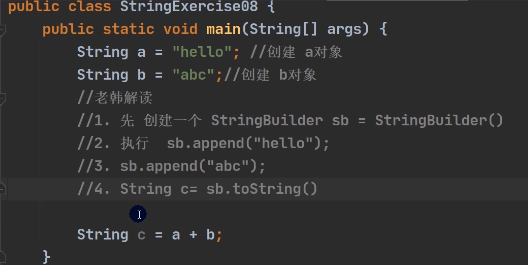 public class StringExercise08 {
public static void main(String[] args) {
String a = "hello"; //创建 a对象
String b = "abc";//创建 b对象
//老韩解读
//1. 先 创建一个 StringBuilder sb = StringBuilder()
//2. 执行  sb.append("hello");
//3. sb.append("abc");
//4. String c= sb.toString()
String c = a + b;
}